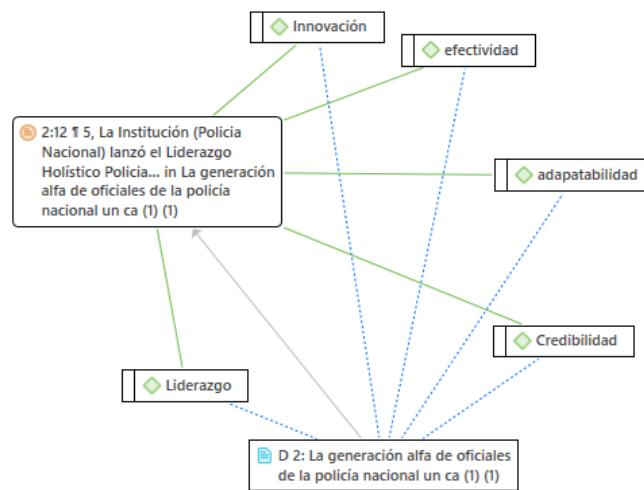 Innovación
efectividad
2:12 ¶ 5, La Institución (Policia
Nacional) lanzó el Liderazgo
Holístico Policia... in La generación
alfa de oficiales de la policía
nacional un ca (1) (1)
adapatabilidad
Credibilidad
Liderazgo
D 2: La generación alfa de oficiales
de la policía nacional un ca (1) (1)